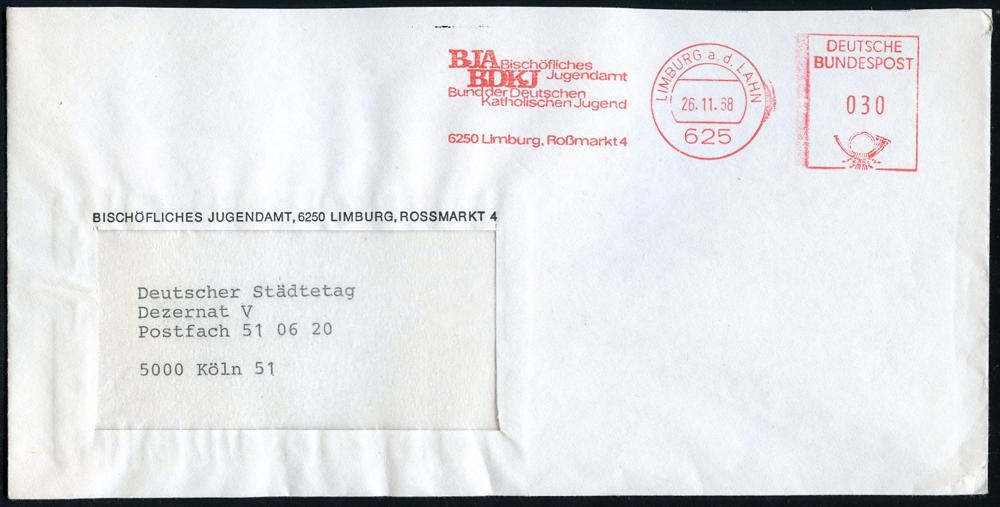 BJA Bischöfliches
BDKJ Jugendamt
Bund der Deutschen
Katholischen Jugend
6250 Limburg, Roßmarkt 4
LIMBURG a.d. LAHN
26.11.68
625
DEUTSCHE
BUNDESPOST
030
BISCHÖFLICHES JUGENDAMT, 6250 LIMBURG, ROSSMARKT 4
Deutscher Städtetag
Dezernat V
Postfach 51 06 20
5000 Köln 51